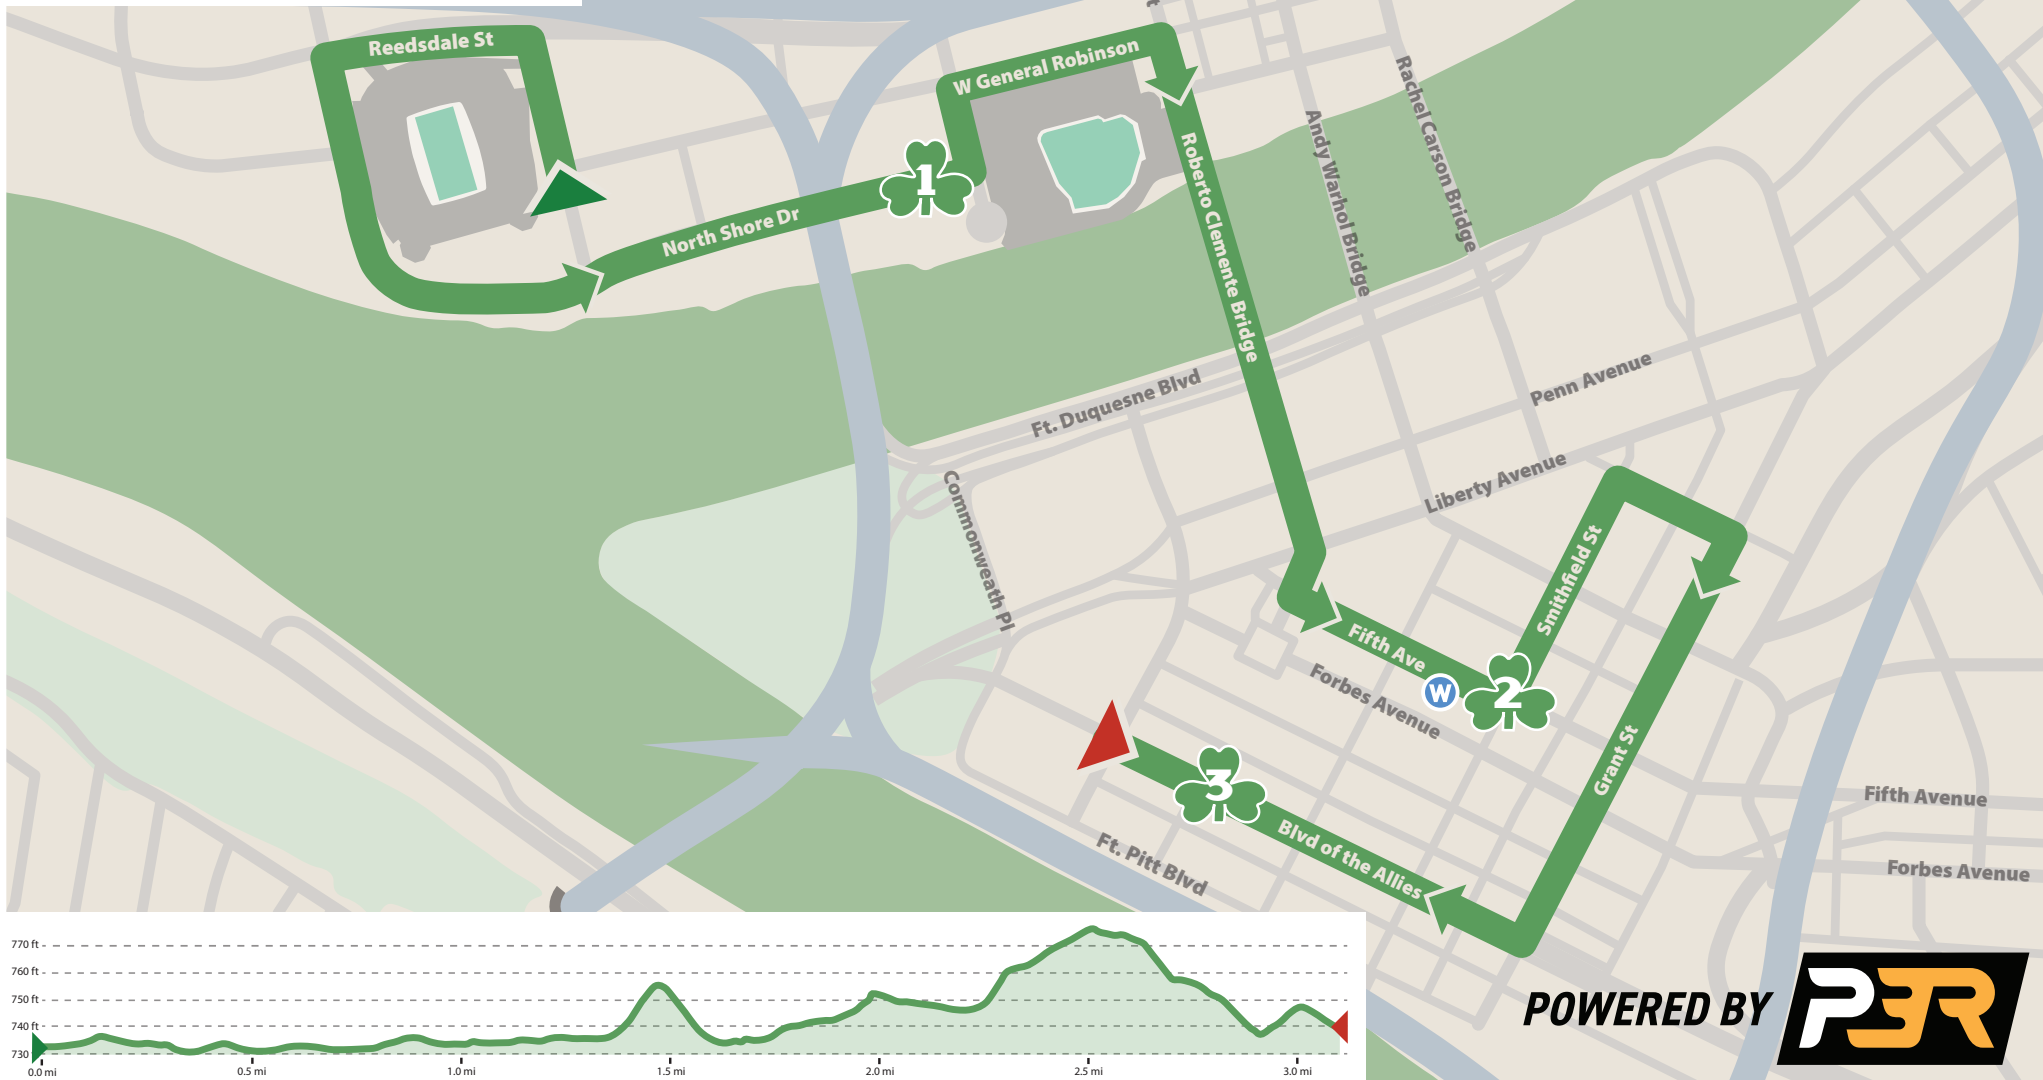 Reedsdale St
W General Robinson
Rachel Carson Bridge
Andy Warhol Bridge
Roberto Clemente Bridge
1
North Shore Dr
Penn Avenue
Ft. Duquesne Blvd
Liberty Avenue
Commonweath Pl
Smithfield St
Fifth Ave
Forbes Avenue
W
2
Grant St
3
Blvd of the Allies
Ft. Pitt Blvd
Fifth Avenue
Forbes Avenue
770 ft
760 ft
750 ft
740 ft
730
0.0 mi
0.5 mi
1.0 mi
1.5 mi
2.0 mi
2.5 mi
3.0 mi
POWERED BY
P3R